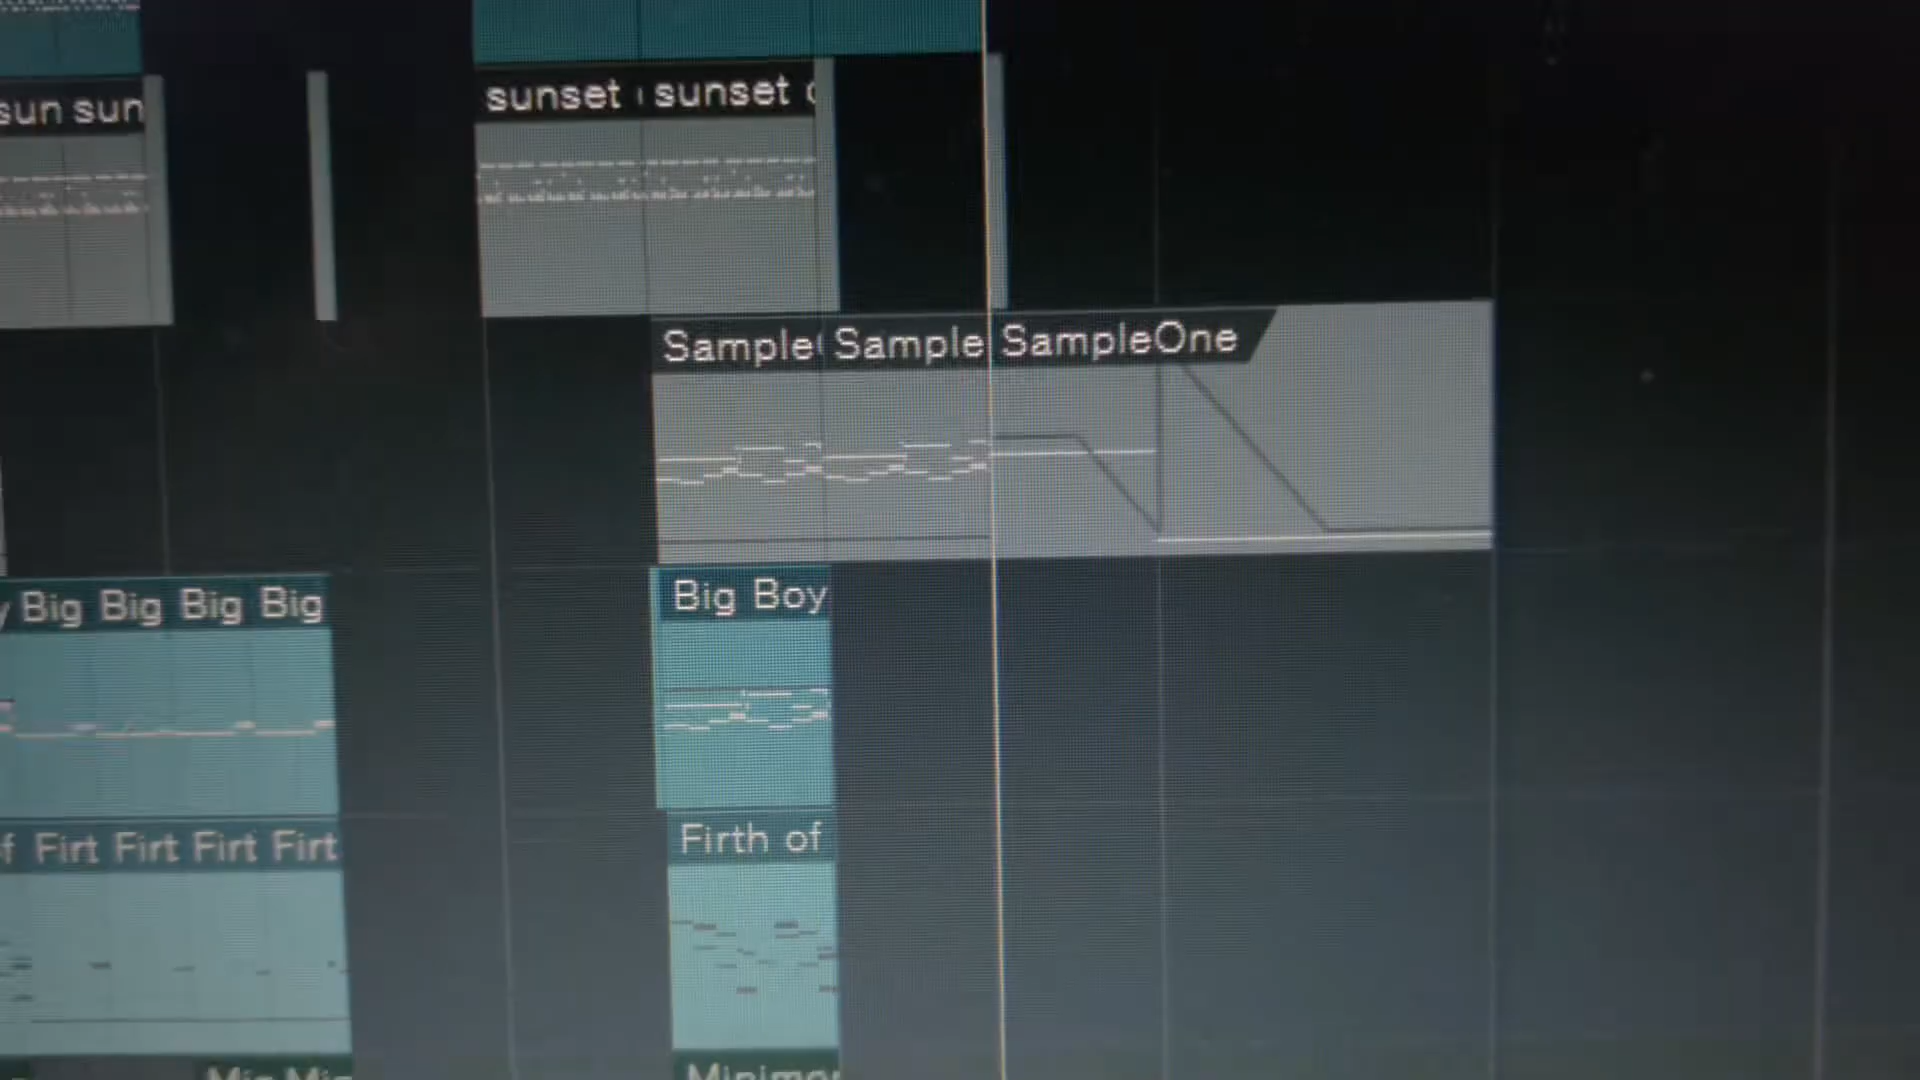 sun sun sunset sunset
Sample Sample SampleOne
Big Big Big Big Big Boy
Firt Firt Firt Firt Firth of